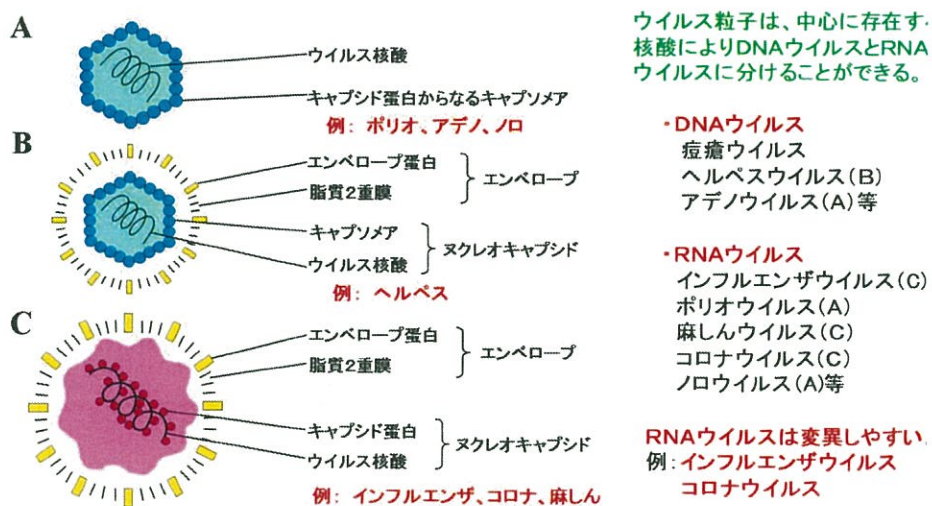 A
ウイルス核酸
キャプシド蛋白からなるキャプソメア
例： ポリオ、アデノ、ノロ
B
エンベロープ蛋白
脂質2重膜
エンベロープ
キャプソメア
ウイルス核酸
ヌクレオキャプシド
例： ヘルペス
C
エンベロープ蛋白
脂質2重膜
エンベロープ
キャプシド蛋白
ウイルス核酸
ヌクレオキャプシド
例： インフルエンザ、コロナ、麻しん
ウイルス粒子は、中心に存在す
核酸によりDNAウイルスとRNA
ウイルスに分けることができる。
・DNAウイルス
痘瘡ウイルス
ヘルペスウイルス(B)
アデノウイルス(A)等
・RNAウイルス
インフルエンザウイルス(C)
ポリオウイルス(A)
麻しんウイルス(C)
コロナウイルス(C)
ノロウイルス(A)等
RNAウイルスは変異しやすい
例：インフルエンザウイルス
コロナウイルス